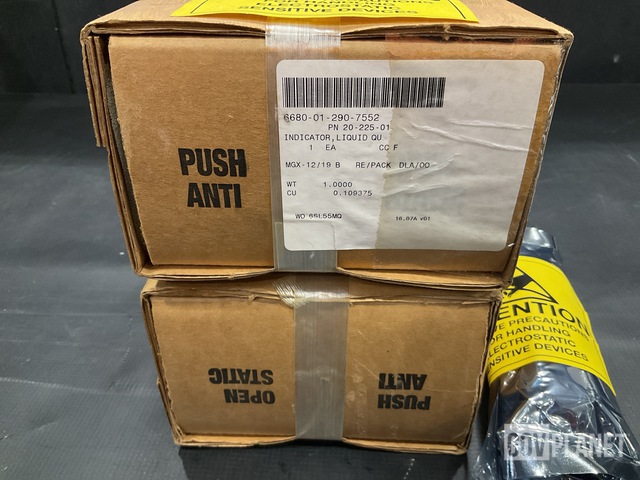 SENSITIVE DEVICES
6680-01-290-7552
PN 20-225-01
INDICATOR,LIQUID QU
1 EA CC F
MGX-12/19 B RE/PACK DLA/OO
WT 1.0000
CU 0.109375
WO 65L55MQ
16.07A v01
PUSH
ANTI
OPEN
STATIC
PUSH
ANTI
PRECAUTIONS
FOR HANDLING
ELECTROSTATIC
DEVICES
GOVPLANET